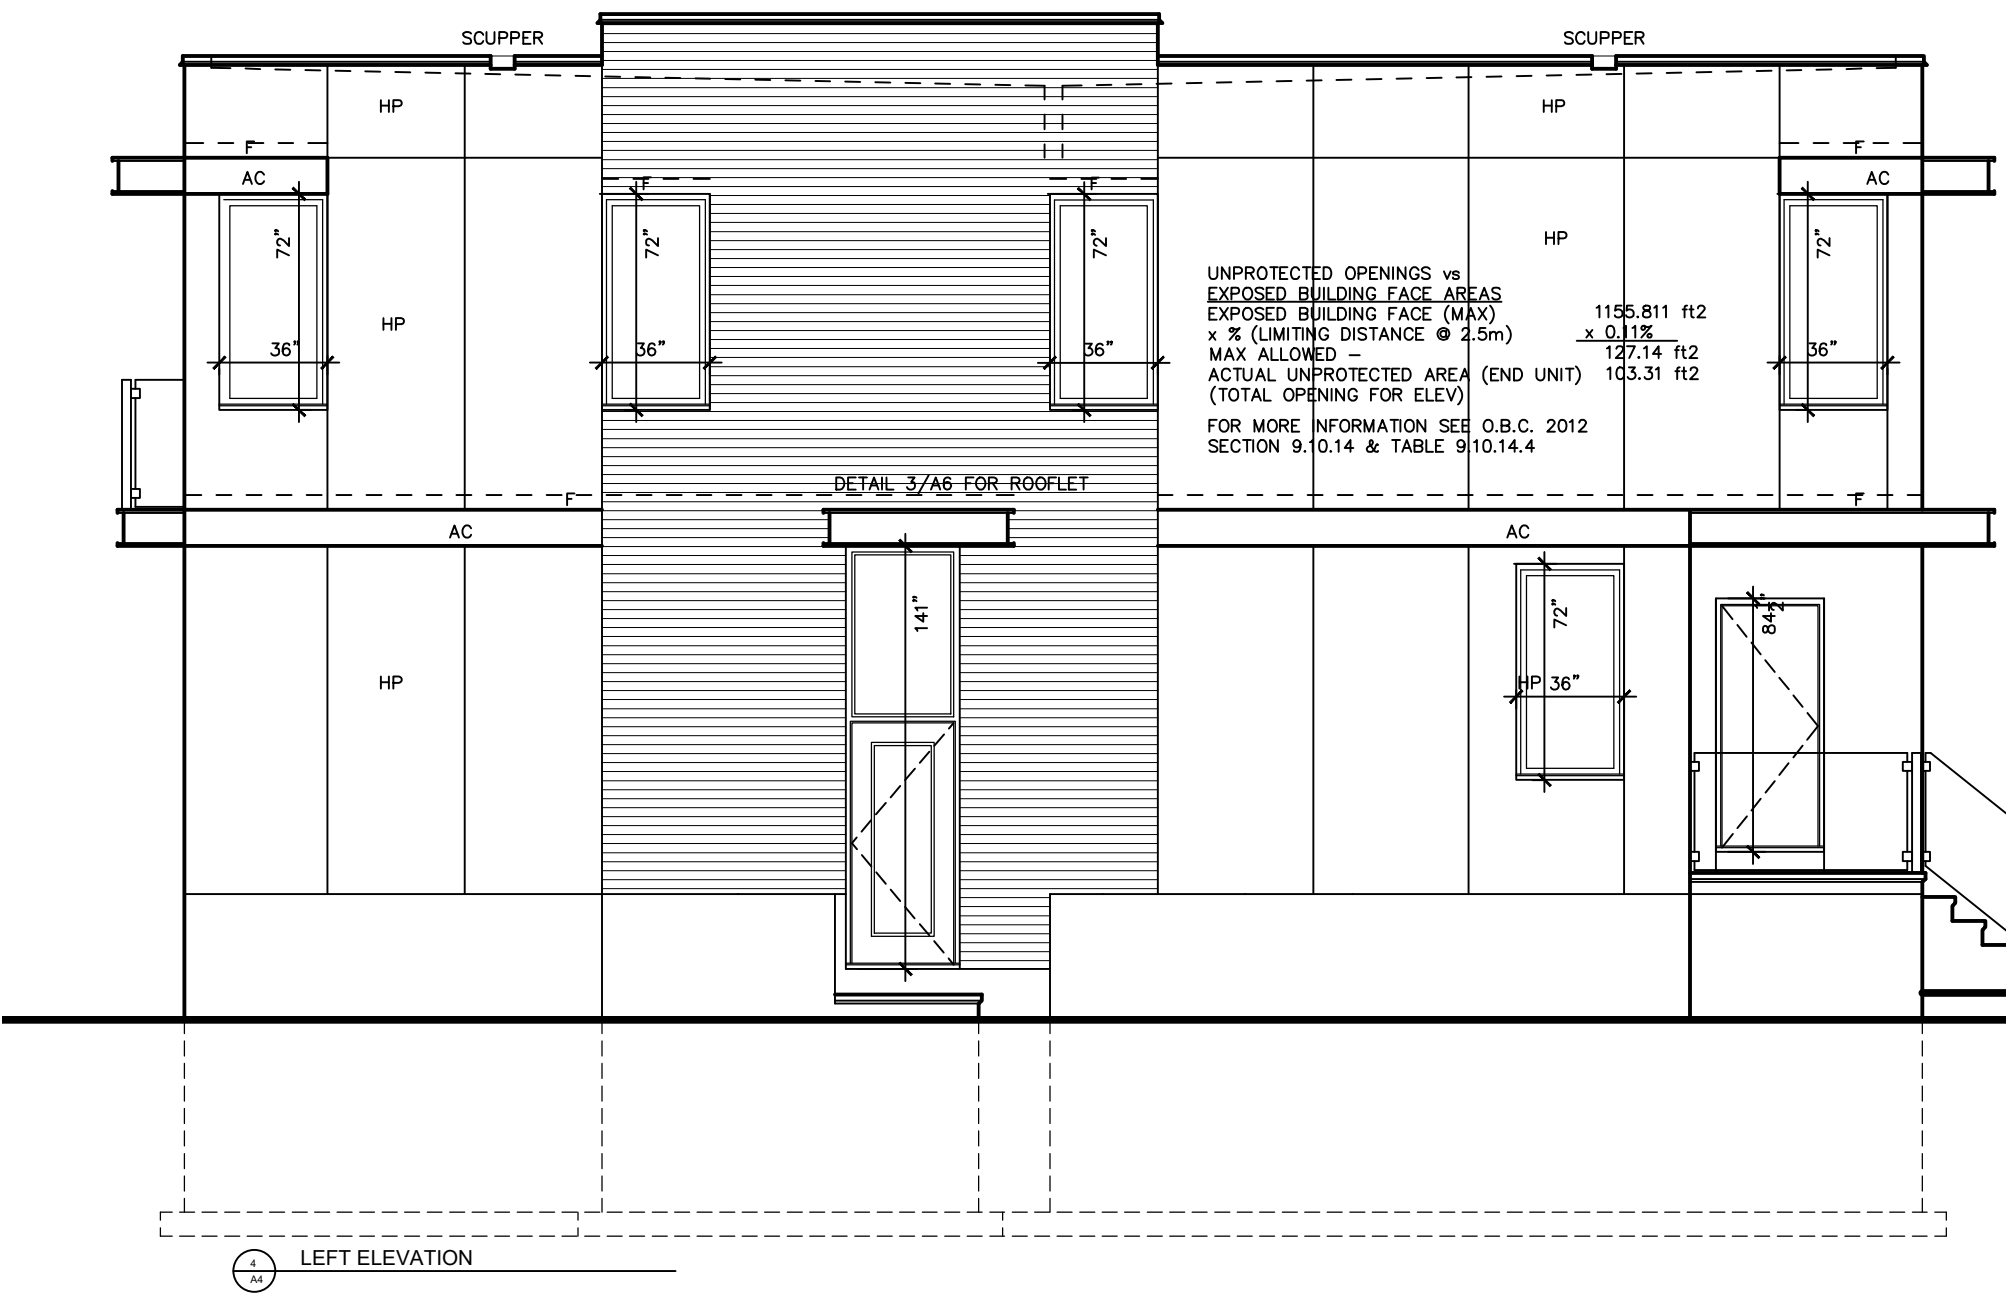 SCUPPER
SCUPPER
HP
HP
F
F
AC
AC
F
F
72"
72"
72"
72"
HP
HP
36"
36"
36"
36"
UNPROTECTED OPENINGS vs
EXPOSED BUILDING FACE AREAS
EXPOSED BUILDING FACE (MAX) 1155.811 ft2
x % (LIMITING DISTANCE @ 2.5m) x 0.11%
MAX ALLOWED – 127.14 ft2
ACTUAL UNPROTECTED AREA (END UNIT) 103.31 ft2
(TOTAL OPENING FOR ELEV)
FOR MORE INFORMATION SEE O.B.C. 2012
SECTION 9.10.14 & TABLE 9.10.14.4
DETAIL 3/A6 FOR ROOFLET
F
F
AC
AC
141"
72"
HP
HP 36"
4
A4
LEFT ELEVATION